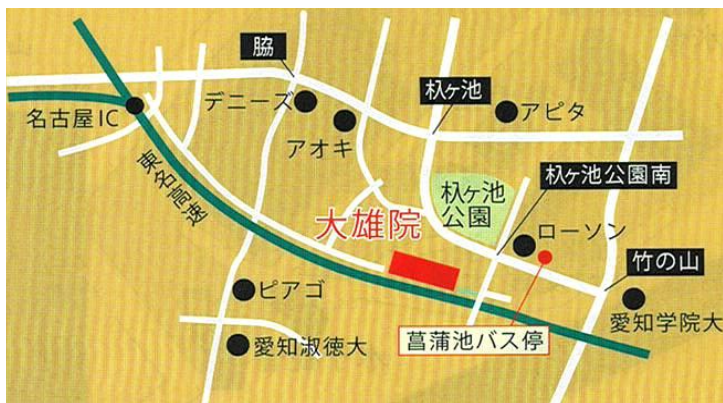 脇
デニーズ
アオキ
杁ヶ池
アピタ
名古屋IC
東名高速
杁ヶ池公園南
杁ヶ池
公園
大雄院
ローソン
竹の山
ピアゴ
愛知学院大
愛知淑徳大
菖蒲池バス停